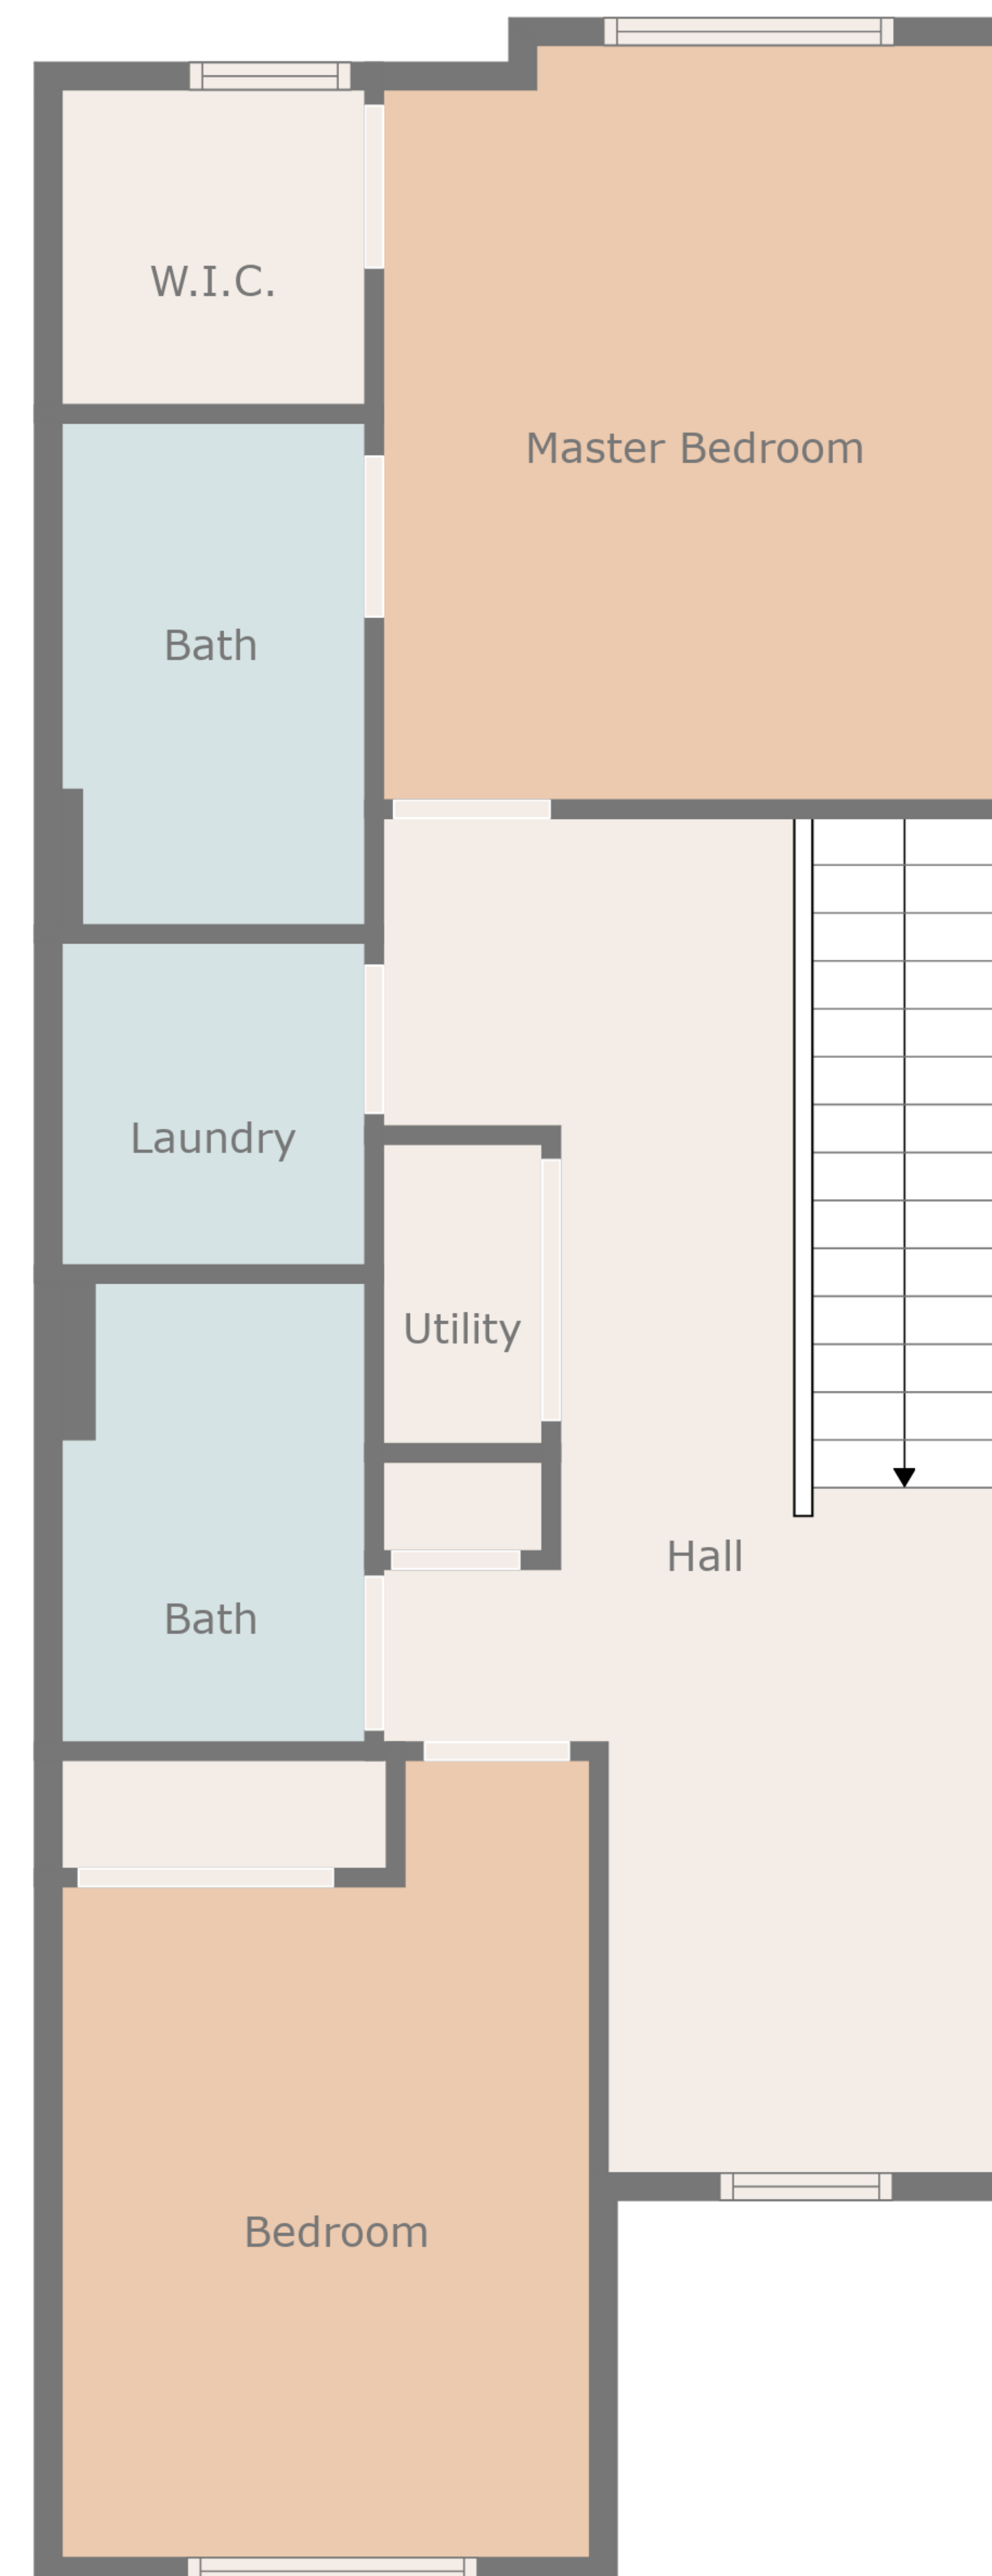 W.I.C.
Master Bedroom
Bath
Laundry
Utility
Hall
Bath
Bedroom